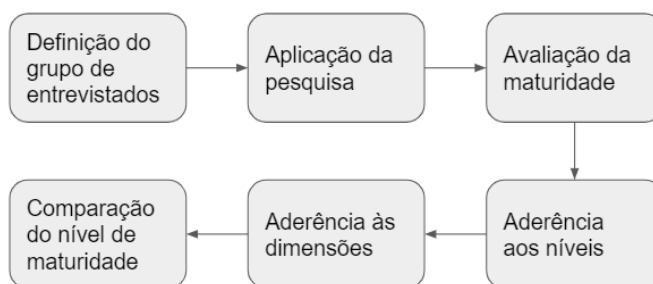 Definição do
grupo de
entrevistados
Aplicação da
pesquisa
Avaliação da
maturidade
Aderência
aos níveis
Aderência às
dimensões
Comparação
do nível de
maturidade